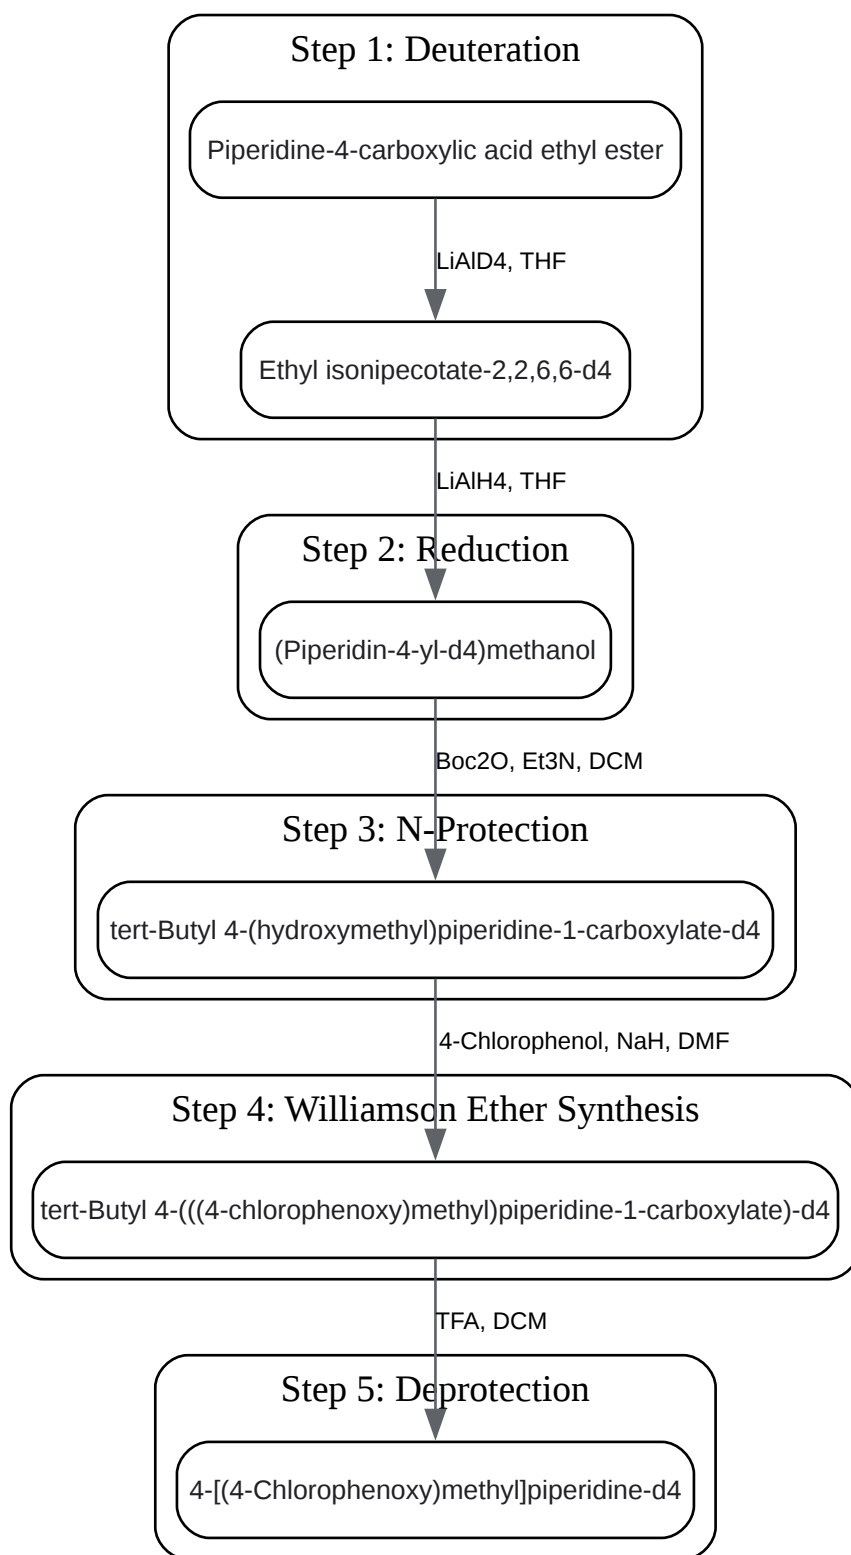 Step 1: Deuteration
Piperidine-4-carboxylic acid ethyl ester
LiAlD4, THF
Ethyl isonipecotate-2,2,6,6-d4
LiAlH4, THF
Step 2: Reduction
(Piperidin-4-yl-d4)methanol
Boc2O, Et3N, DCM
Step 3: N-Protection
tert-Butyl 4-(hydroxymethyl)piperidine-1-carboxylate-d4
4-Chlorophenol, NaH, DMF
Step 4: Williamson Ether Synthesis
tert-Butyl 4-(((4-chlorophenoxy)methyl)piperidine-1-carboxylate)-d4
TFA, DCM
Step 5: Deprotection
4-[(4-Chlorophenoxy)methyl]piperidine-d4